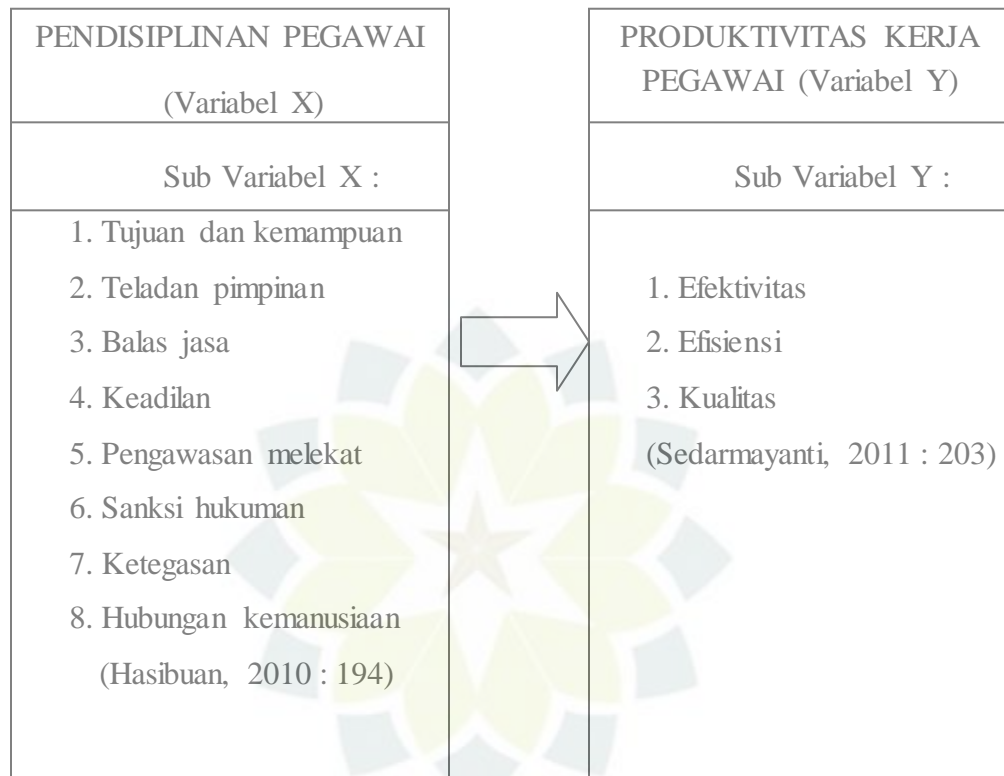 PENDISIPLINAN PEGAWAI
(Variabel X)
Sub Variabel X :
1. Tujuan dan kemampuan
2. Teladan pimpinan
3. Balas jasa
4. Keadilan
5. Pengawasan melekat
6. Sanksi hukuman
7. Ketegasan
8. Hubungan kemanusiaan
(Hasibuan, 2010 : 194)
PRODUKTIVITAS KERJA
PEGAWAI (Variabel Y)
Sub Variabel Y :
1. Efektivitas
2. Efisiensi
3. Kualitas
(Sedarmayanti, 2011 : 203)